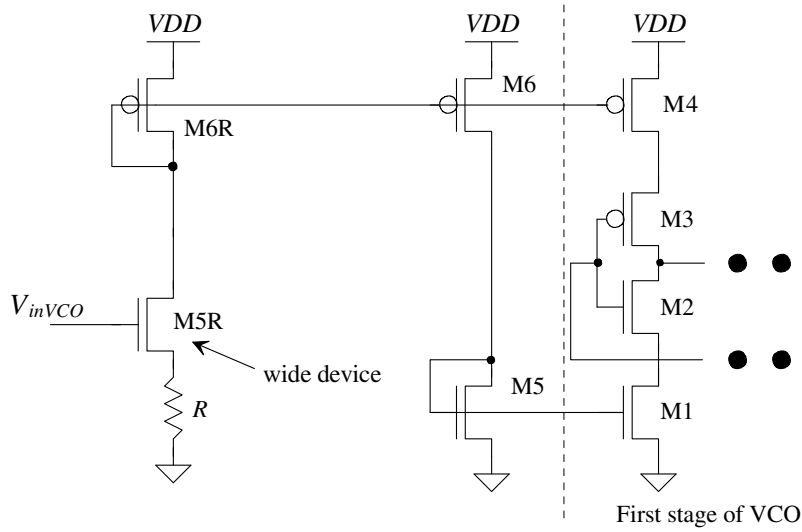 VDD
VDD
VDD
M6R
M6
M4
M3
VinVCO
M5R
M2
wide device
R
M5
M1
First stage of VCO